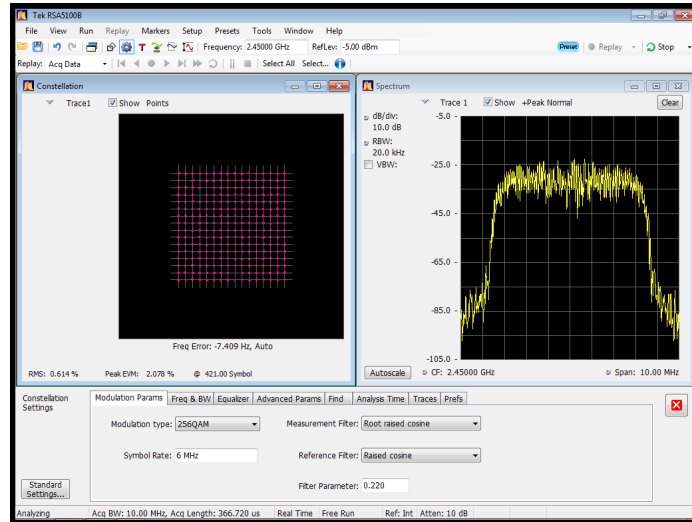 Tek RSA5100B
File View Run Replay Markers Setup Presets Tools Window Help
T Frequency: 2.45000 GHz RefLev: -5.00 dBm Preset Replay Stop
Replay: Acq Data Select All Select...
Constellation
Trace1 Show Points
Freq Error: -7.409 Hz, Auto
RMS: 0.614 % Peak EVM: 2.078 % @ 421.00 Symbol
Spectrum
Trace 1 Show +Peak Normal Clear
dB/div:
10.0 dB
RBW:
20.0 kHz
VBW:
-5.0
-25.0
-45.0
-65.0
-85.0
-105.0
Autoscale CF: 2.45000 GHz Span: 10.00 MHz
Constellation
Settings
Modulation Params Freq & BW Equalizer Advanced Params Find Analysis Time Traces Prefs
Modulation type: 256QAM Measurement Filter: Root raised cosine
Symbol Rate: 6 MHz Reference Filter: Raised cosine
Filter Parameter: 0.220
Standard
Settings...
Analyzing Acq BW: 10.00 MHz, Acq Length: 366.720 us Real Time Free Run Ref: Int Atten: 10 dB